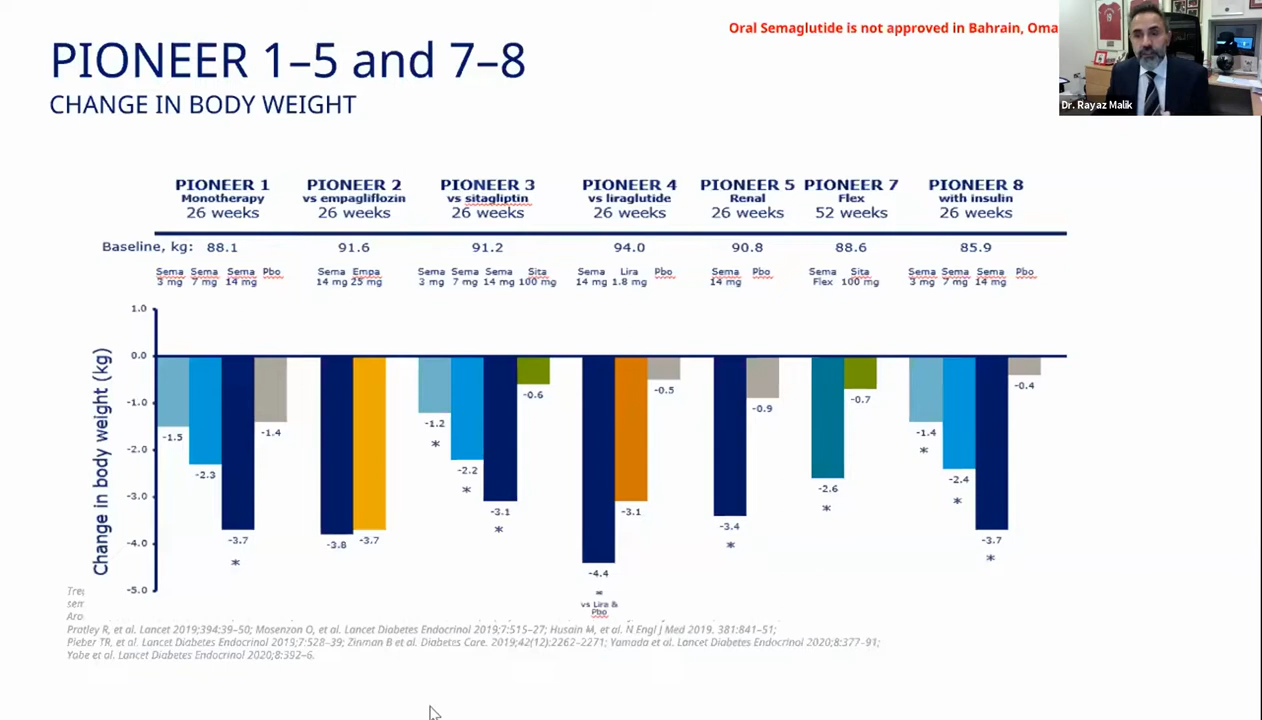 Oral Semaglutide is not approved in Bahrain, Oma
PIONEER 1–5 and 7–8
CHANGE IN BODY WEIGHT
Dr. Rayaz Malik
PIONEER 1 PIONEER 2 PIONEER 3 PIONEER 4 PIONEER 5 PIONEER 7 PIONEER 8
Monotherapy vs empagliflozin vs sitagliptin vs liraglutide Renal Flex with insulin
26 weeks 26 weeks 26 weeks 26 weeks 26 weeks 52 weeks 26 weeks
Baseline, kg: 88.1 91.6 91.2 94.0 90.8 88.6 85.9
Sema Sema Sema Pbo Sema Empa Sema Sema Sema Sita Sema Lira Pbo Sema Pbo Sema Sita Sema Sema Sema Pbo
3 mg 7 mg 14 mg 14 mg 25 mg 3 mg 7 mg 14 mg 100 mg 14 mg 1.8 mg 14 mg Flex 100 mg 3 mg 7 mg 14 mg
Change in body weight (kg)
1.0
0.0
-1.0
-2.0
-3.0
-4.0
-5.0
-1.5 -2.3 -3.7 -1.4
*
-3.8 -3.7
-1.2 -2.2 -3.1 -0.6
* * *
-4.4 -3.1 -0.5
*
vs Lira &
Pbo
-3.4 -0.9
*
-2.6 -0.7
*
-1.4 -2.4 -3.7 -0.4
* * *
Pratley R, et al. Lancet 2019;394:39–50; Mosenzon O, et al. Lancet Diabetes Endocrinol 2019;7:515–27; Husain M, et al. N Engl J Med 2019. 381:841–51;
Pieber TR, et al. Lancet Diabetes Endocrinol 2019;7:528–39; Zinman B et al. Diabetes Care. 2019;42(12):2262–2271; Yamada et al. Lancet Diabetes Endocrinol 2020;8:377–91;
Yabe et al. Lancet Diabetes Endocrinol 2020;8:392–6.